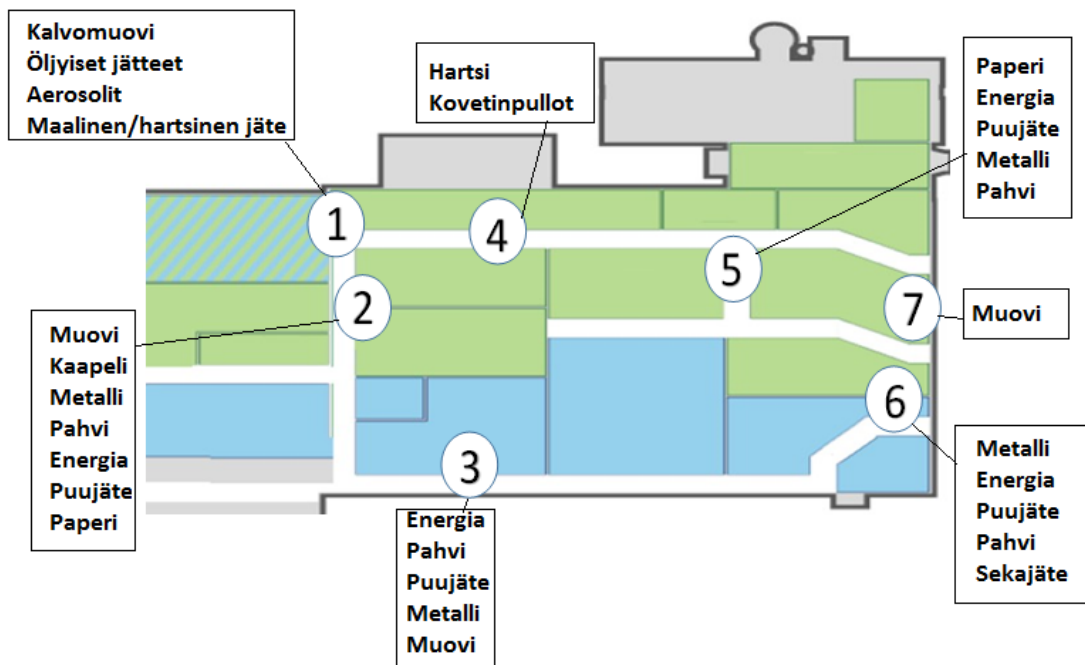 Kalvomuovi
Öljyiset jätteet
Aerosolit
Maalinen/hartsinen jäte
Hartsi
Kovetinpullot
Paperi
Energia
Puujäte
Metalli
Pahvi
1
4
5
2
7
Muovi
Muovi
Kaapeli
Metalli
Pahvi
Energia
Puujäte
Paperi
6
3
Metalli
Energia
Puujäte
Pahvi
Sekajäte
Energia
Pahvi
Puujäte
Metalli
Muovi